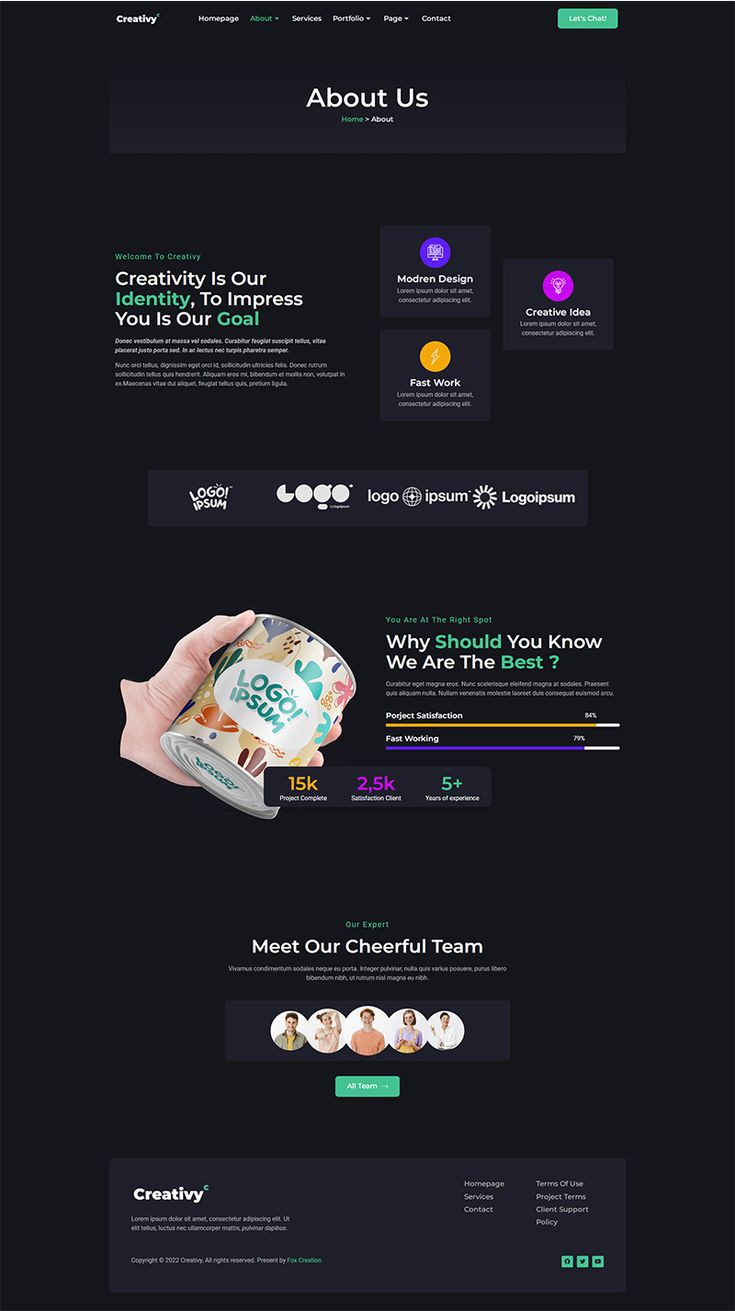 Creativy c
Homepage
About
Services
Portfolio
Page
Contact
Let's Chat!
About Us
Home > About
Welcome To Creativy
Creativity Is Our
Identity, To Impress
You Is Our Goal
Donec vestibulum at massa vel sodales. Curabitur feugiat suscipit tellus, vitae
placerat justo porta sed. In ac lectus nec turpis pharetra semper.
Nunc orci tellus, dignissim eget orci id, sollicitudin ultricies felis. Donec rutrum
sollicitudin tellus quis hendrerit. Aliquam eros mi, bibendum et mollis non, volutpat in
ex.Maecenas vitae dui aliquet, feugiat tellus quis, pretium ligula.
Modren Design
Lorem ipsum dolor sit amet,
consectetur adipiscing elit.
Creative Idea
Lorem ipsum dolor sit amet,
consectetur adipiscing elit.
Fast Work
Lorem ipsum dolor sit amet,
consectetur adipiscing elit.
LOGO!
IPSUM
LOGO
by logoipsum
logo ipsum
Logoipsum
LOGO!
IPSUM
LOGO!
IPSUM
You Are At The Right Spot
Why Should You Know
We Are The Best ?
Curabitur eget magna eros. Nunc scelerisque eleifend magna at sodales. Praesent
quis aliquam nulla. Nullam venenatis molestie laoreet duis consequat euismod arcu.
Porject Satisfaction 84%
Fast Working 79%
15k
Project Complete
2,5k
Satisfaction Client
5+
Years of experience
Our Expert
Meet Our Cheerful Team
Vivamus condimentum sodales neque eu porta. Integer pulvinar, nulla quis varius posuere, purus libero
bibendum nibh, ut rutrum nisl magna eu nibh.
All Team →
Creativy c
Lorem ipsum dolor sit amet, consectetur adipiscing elit. Ut
elit tellus, luctus nec ullamcorper mattis, pulvinar dapibus.
Homepage
Services
Contact
Terms Of Use
Project Terms
Client Support
Policy
Copyright © 2022 Creativy, All rights reserved. Present by Fox Creation